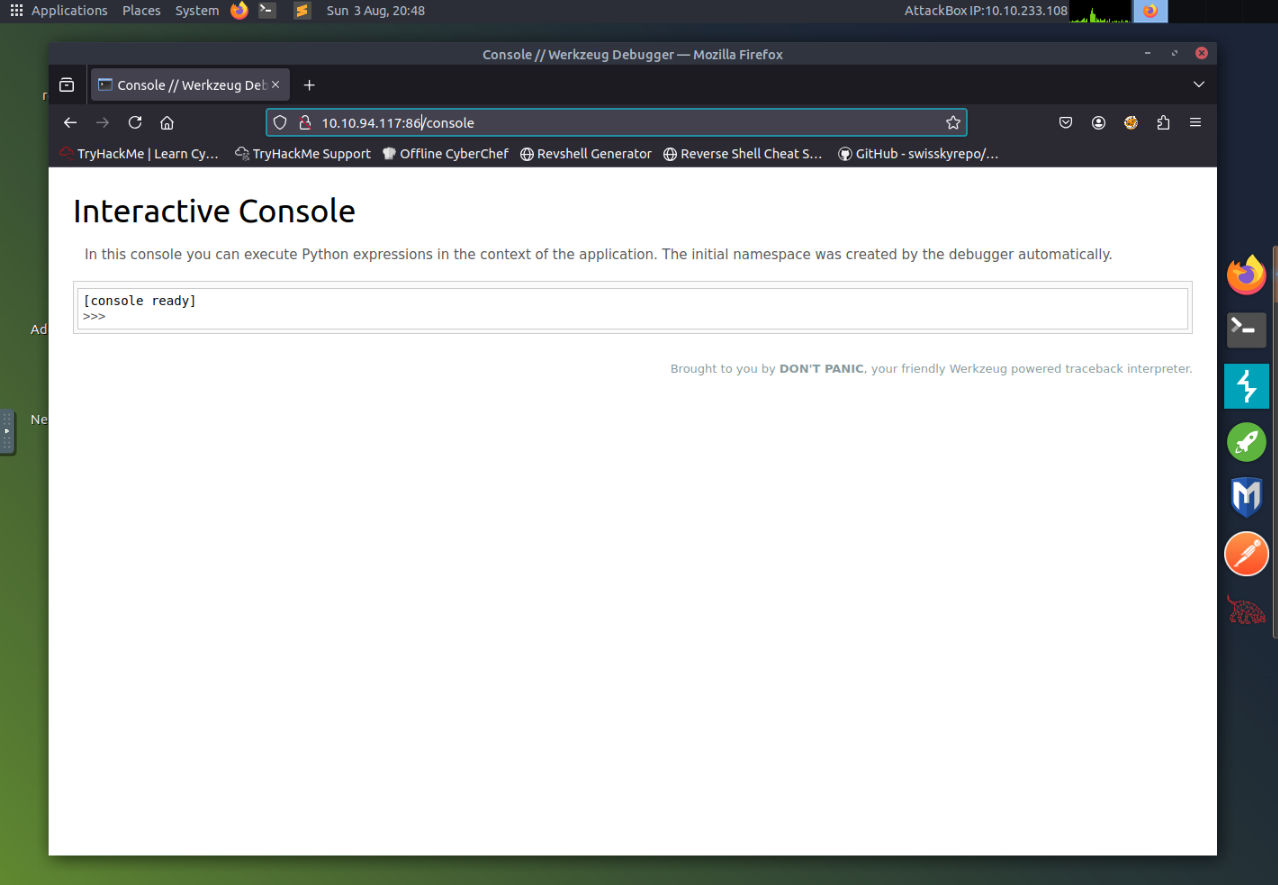 Applications Places System Sun 3 Aug, 20:48 AttackBox IP:10.10.233.108
Console // Werkzeug Debugger — Mozilla Firefox
Console // Werkzeug Deb
10.10.94.117:86/console
TryHackMe | Learn Cy… TryHackMe Support Offline CyberChef Revshell Generator Reverse Shell Cheat S… GitHub - swisskyrepo/…
Interactive Console
In this console you can execute Python expressions in the context of the application. The initial namespace was created by the debugger automatically.
[console ready]
>>>
Ad
Brought to you by DON'T PANIC, your friendly Werkzeug powered traceback interpreter.
Ne